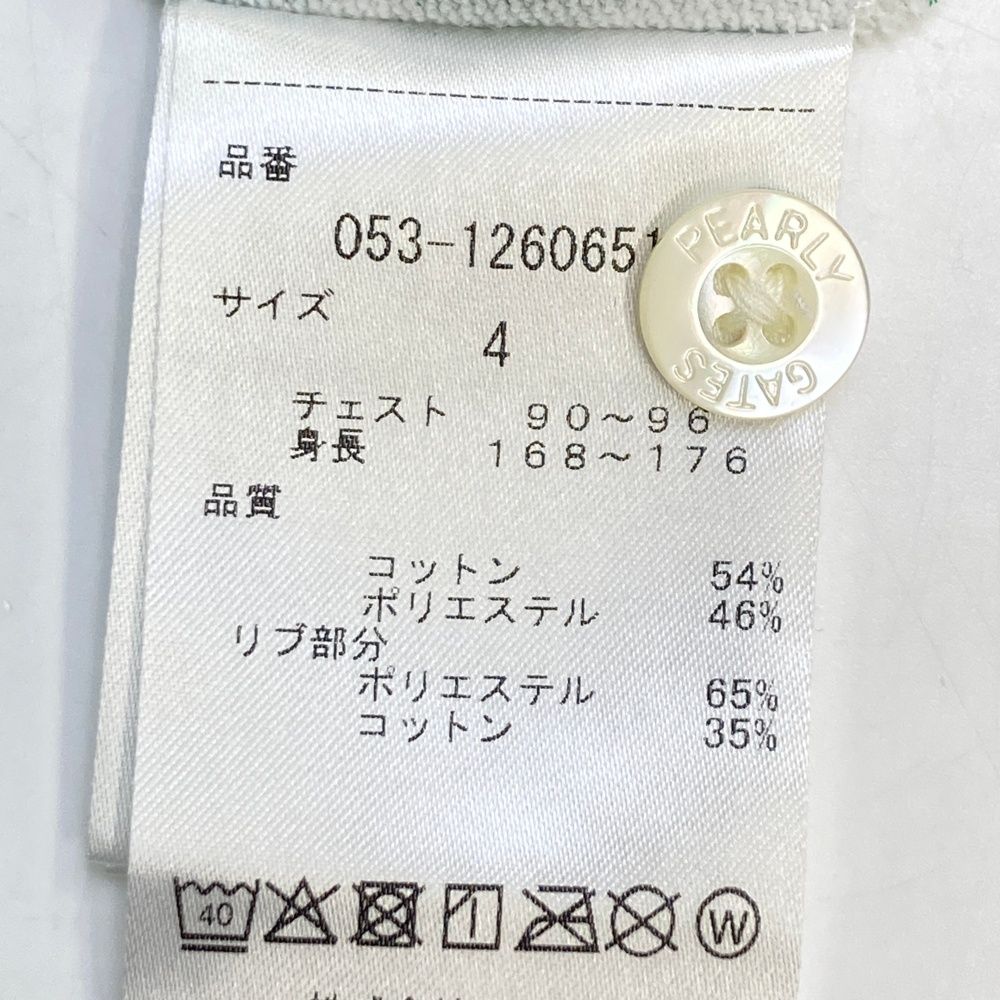 品番
053-1260651
サイズ
4
チェスト 90～96
身長 168～176
品質
コットン 54%
ポリエステル 46%
リブ部分
ポリエステル 65%
コットン 35%
40
W
PEARLY
GATES